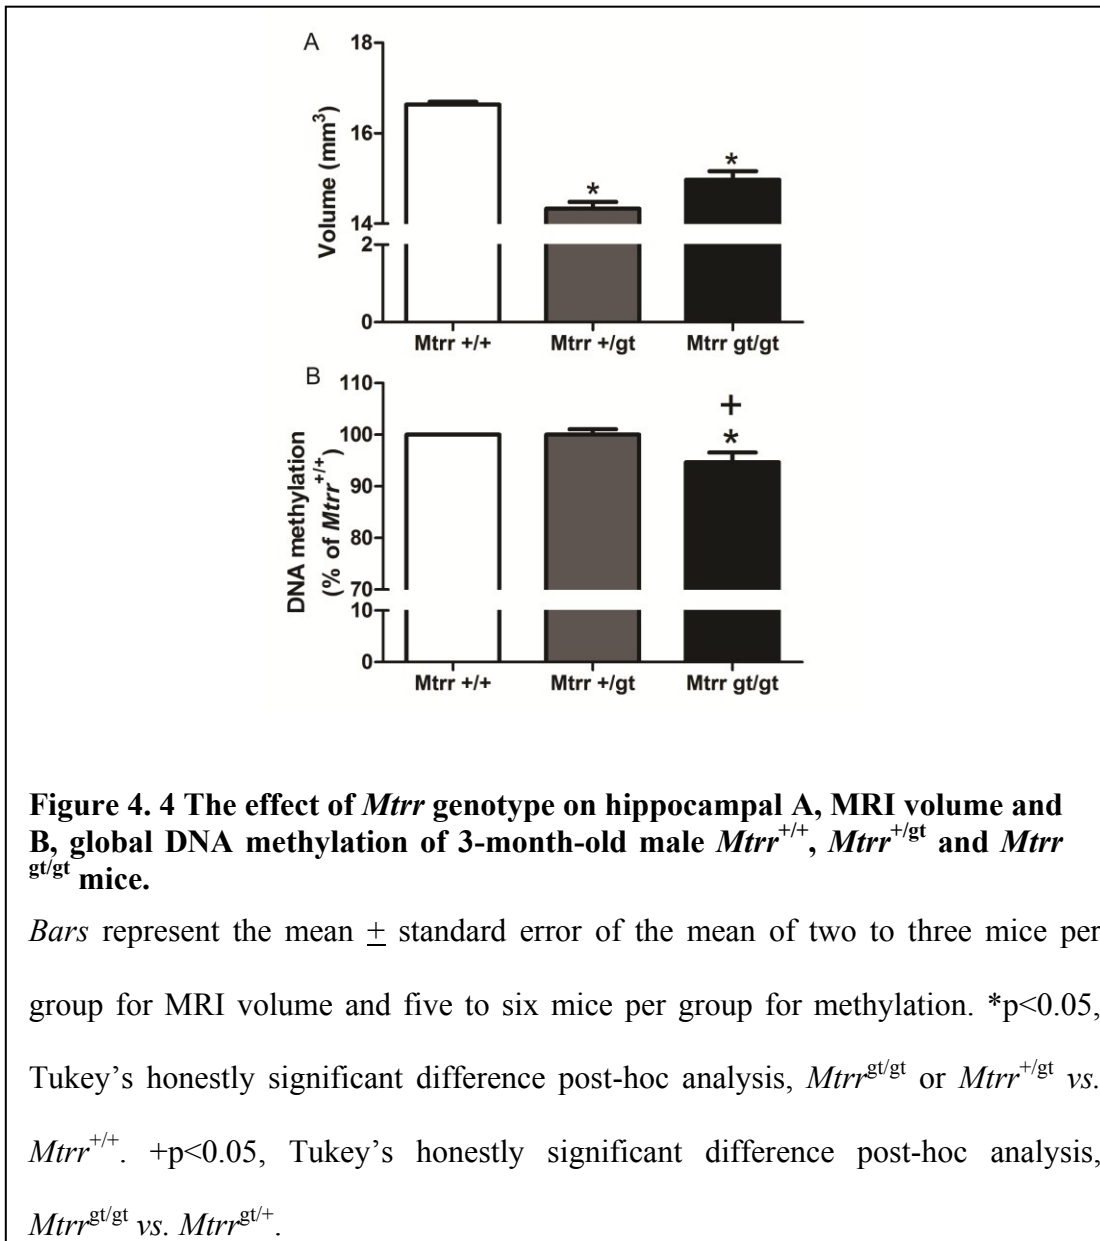 A
18
16
14
2
0
Volume (mm³)
* *
Mtrr +/+ Mtrr +/gt Mtrr gt/gt
B
110
100
90
80
70
10
0
DNA methylation
(% of Mtrr+/+)
+
*
Mtrr +/+ Mtrr +/gt Mtrr gt/gt
Figure 4. 4 The effect of Mtrr genotype on hippocampal A, MRI volume and
B, global DNA methylation of 3-month-old male Mtrr+/+, Mtrr+/gt and Mtrr
gt/gt mice.
Bars represent the mean ± standard error of the mean of two to three mice per
group for MRI volume and five to six mice per group for methylation. *p<0.05,
Tukey's honestly significant difference post-hoc analysis, Mtrrgt/gt or Mtrr+/gt vs.
Mtrr+/+. +p<0.05, Tukey's honestly significant difference post-hoc analysis,
Mtrrgt/gt vs. Mtrrgt/+.